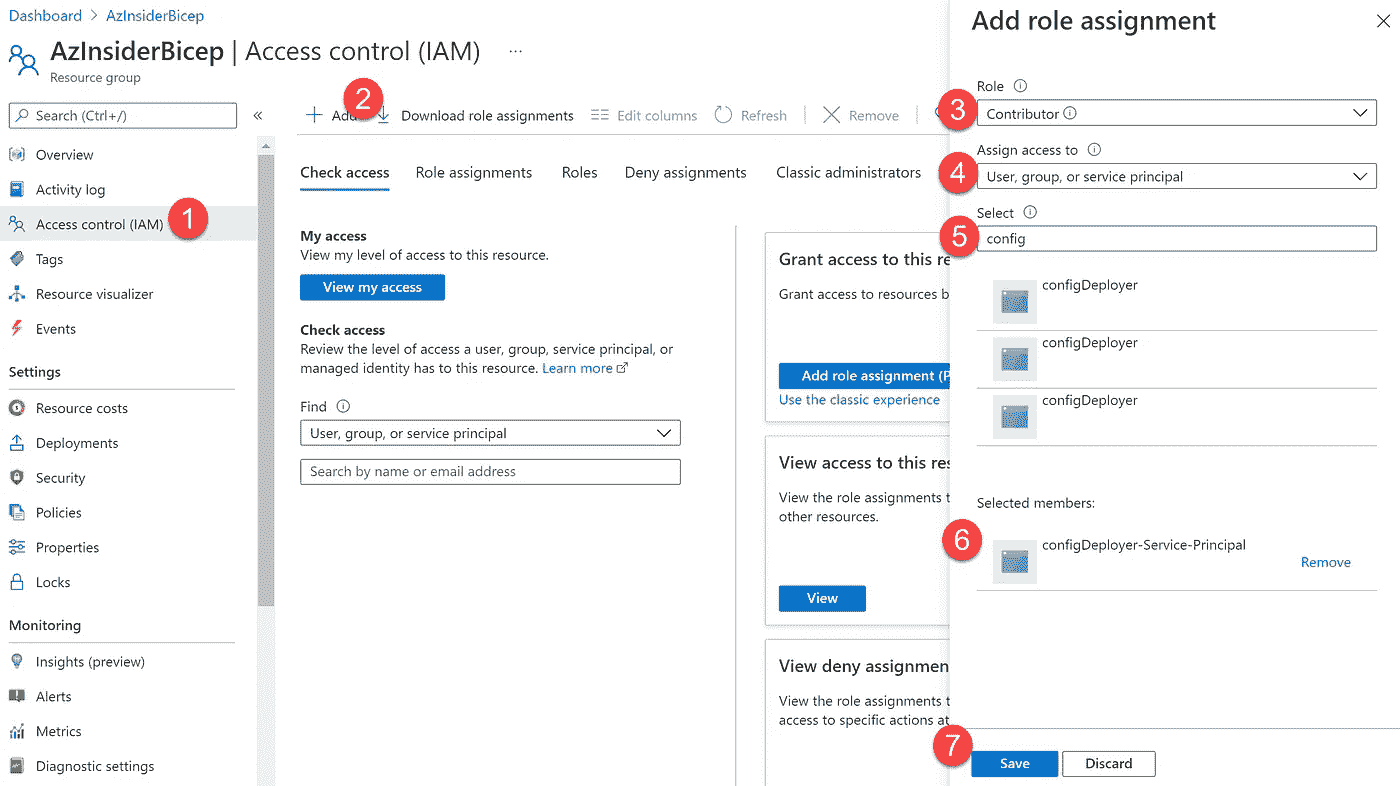 Dashboard > AzInsiderBicep
AzInsiderBicep | Access control (IAM) ...
Resource group
Search (Ctrl+/)
«
Overview
Activity log
Access control (IAM)
1
Tags
Resource visualizer
Events
Settings
Resource costs
Deployments
Security
Policies
Properties
Locks
Monitoring
Insights (preview)
Alerts
Metrics
Diagnostic settings
2
Add Download role assignments Edit columns Refresh Remove
Check access Role assignments Roles Deny assignments Classic administrators
My access
View my level of access to this resource.
View my access
Check access
Review the level of access a user, group, service principal, or
managed identity has to this resource. Learn more
Find
User, group, or service principal
Search by name or email address
Grant access to this re
Grant access to resources b
Add role assignment (P
Use the classic experience
View access to this res
View the role assignments t
other resources.
View
View deny assignmen
View the role assignments t
access to specific actions at
Add role assignment
Role
3
Contributor
Assign access to
4
User, group, or service principal
Select
5
config
configDeployer
configDeployer
configDeployer
Selected members:
6
configDeployer-Service-Principal
Remove
7
Save Discard